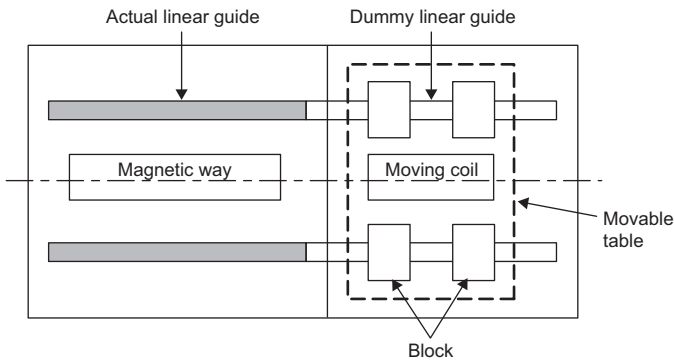 Actual linear guide
Dummy linear guide
Magnetic way
Moving coil
Movable
table
Block